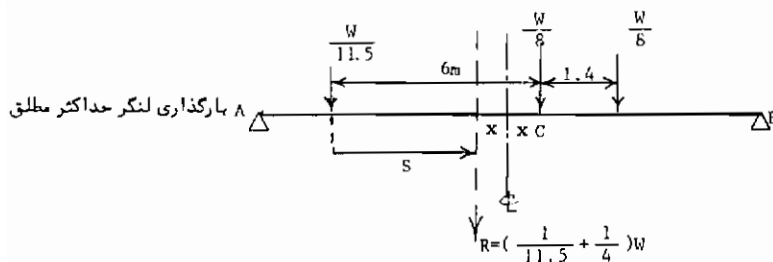 W/11.5
W/8
W/8
6m
1.4
بارگذاری لنگر حداکثر مطلق
A
x
x C
B
S
℄
R=(1/11.5 + 1/4)W